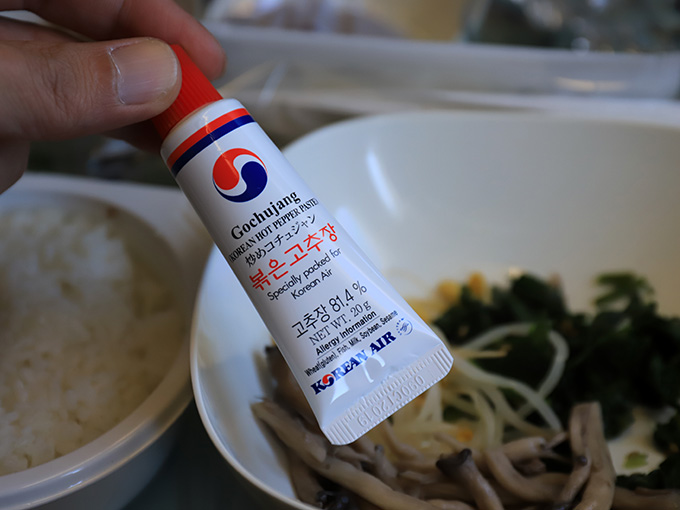 Gochujang
(KOREAN HOT PEPPER PASTE)
炒めコチュジャン
볶은고추장
Specially packed for
Korean Air
고추장 81.4 %
NET WT. 20 g
Allergy Information
Wheat(gluten), Fish, Milk, Soybean, Sesame
KOREAN AIR